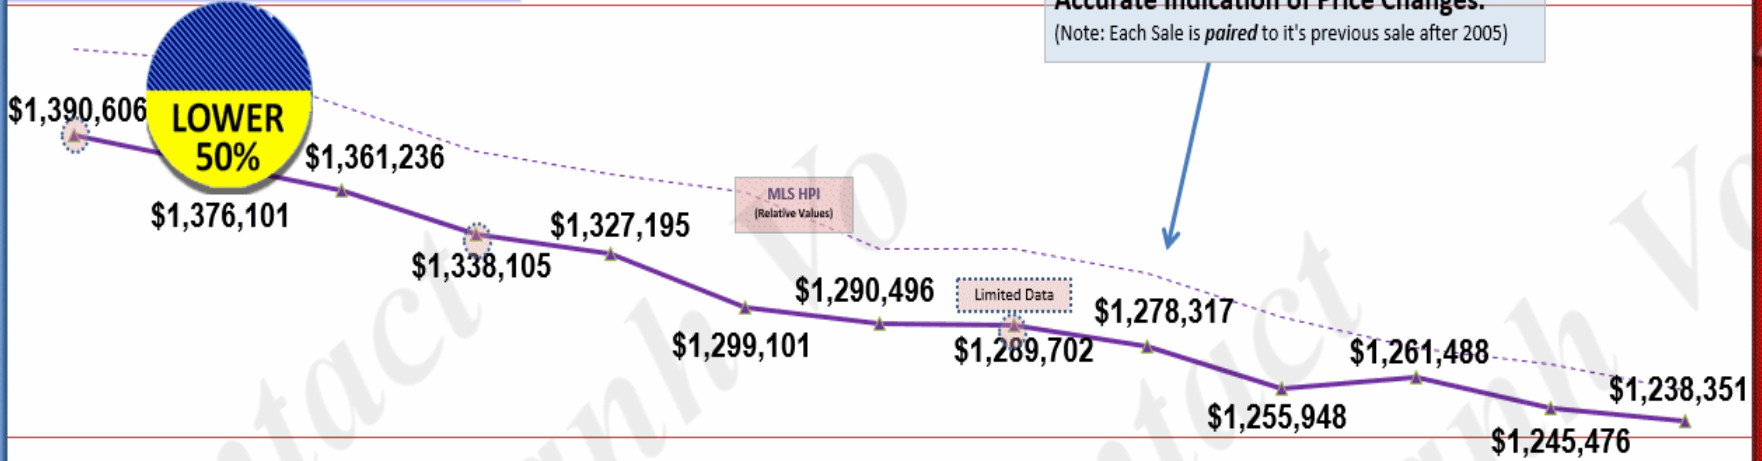 Accurate Indication of Price Changes.
(Note: Each Sale is paired to it's previous sale after 2005)
$1,390,606
LOWER
50%
$1,376,101
$1,361,236
$1,338,105
$1,327,195
MLS HPI
(Relative Values)
$1,299,101
$1,290,496
Limited Data
$1,289,702
$1,278,317
$1,255,948
$1,261,488
$1,245,476
$1,238,351